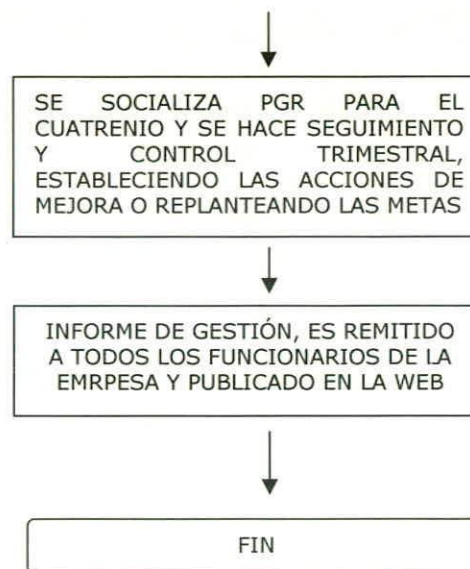 SE SOCIALIZA PGR PARA EL
CUATRENIO Y SE HACE SEGUIMIENTO
Y CONTROL TRIMESTRAL,
ESTABLECIENDO LAS ACCIONES DE
MEJORA O REPLANTEANDO LAS METAS
INFORME DE GESTIÓN, ES REMITIDO
A TODOS LOS FUNCIONARIOS DE LA
EMRPESA Y PUBLICADO EN LA WEB
FIN